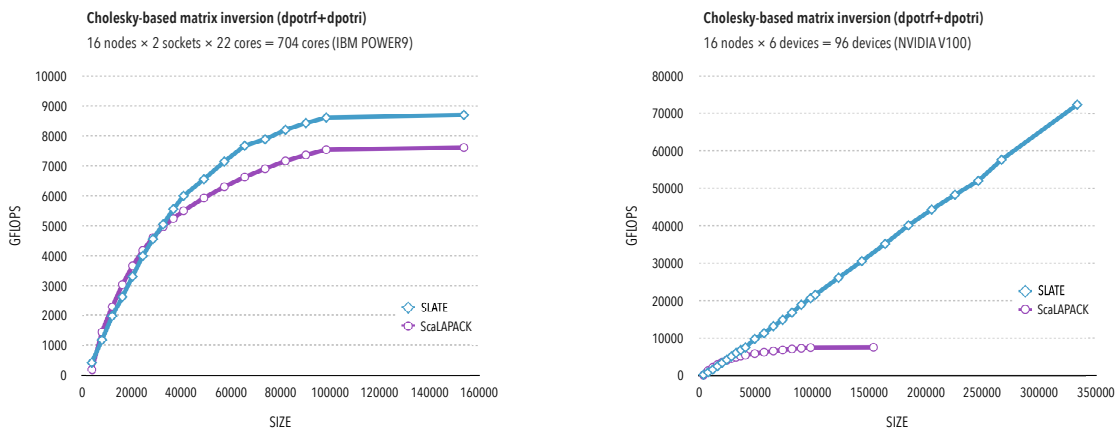 Cholesky-based matrix inversion (dpotrf+dpotri)
16 nodes × 2 sockets × 22 cores = 704 cores (IBM POWER9)
10000
9000
8000
7000
6000
5000
4000
3000
2000
1000
0
GFLOPS
SLATE
ScaLAPACK
0 20000 40000 60000 80000 100000 120000 140000 160000
SIZE
Cholesky-based matrix inversion (dpotrf+dpotri)
16 nodes × 6 devices = 96 devices (NVIDIA V100)
80000
70000
60000
50000
40000
30000
20000
10000
0
GFLOPS
SLATE
ScaLAPACK
0 50000 100000 150000 200000 250000 300000 350000
SIZE